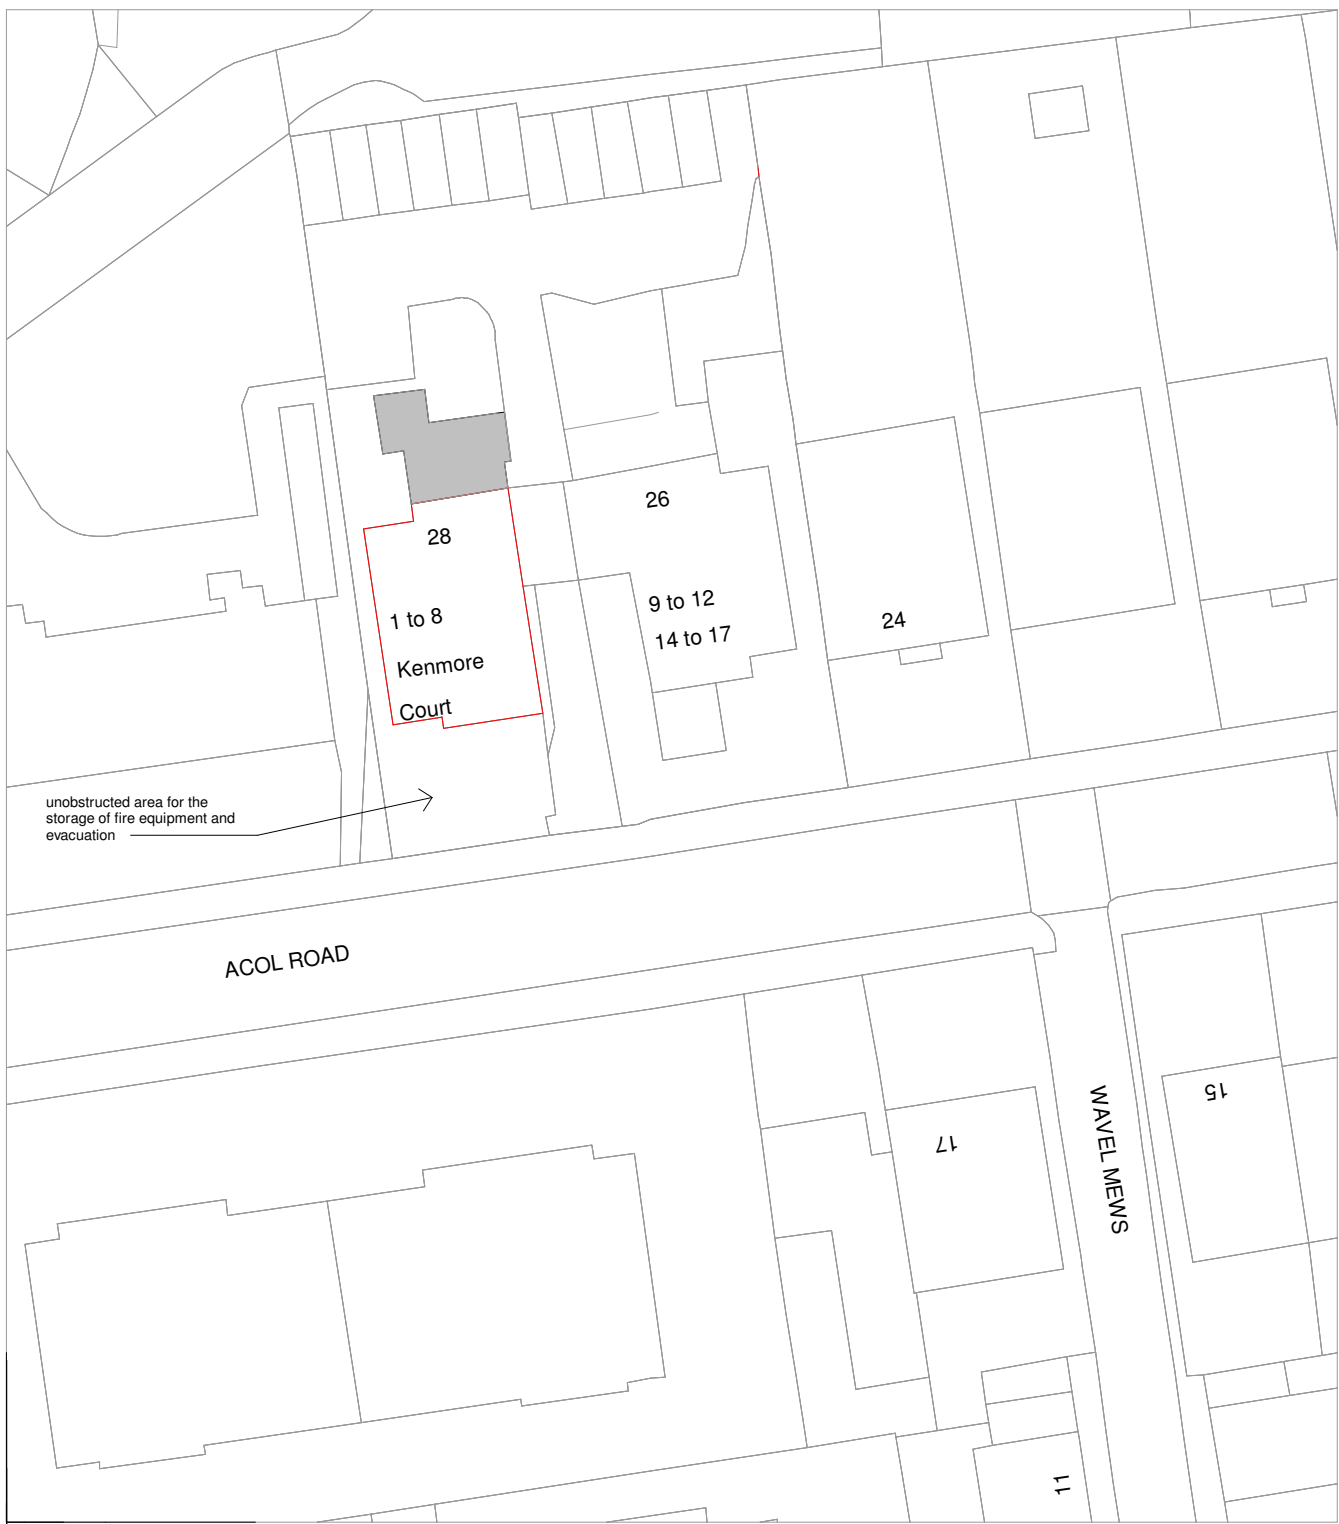 26
28
9 to 12
1 to 8
24
14 to 17
Kenmore
Court
unobstructed area for the
storage of fire equipment and
evacuation
ACOL ROAD
15
17
WAVEL MEWS
11